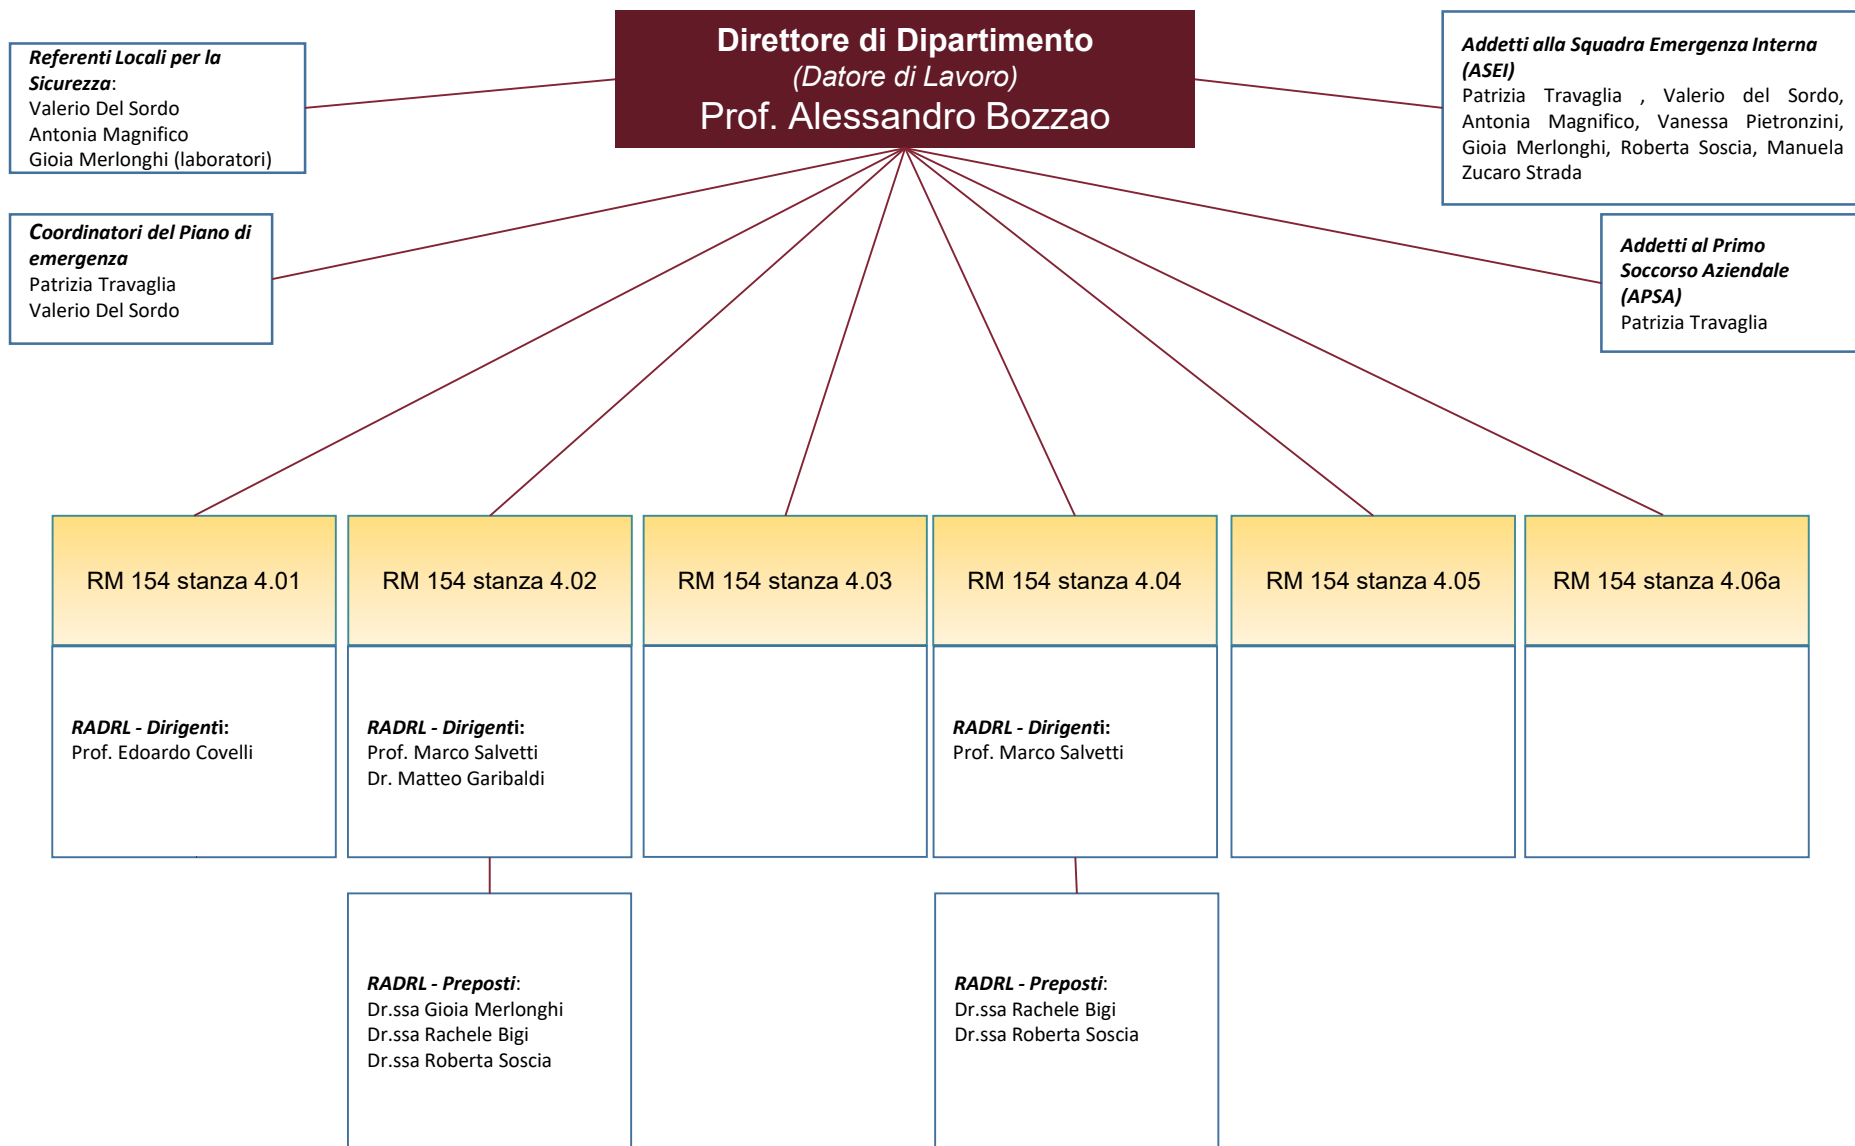 Direttore di Dipartimento
(Datore di Lavoro)
Prof. Alessandro Bozzao
Referenti Locali per la
Sicurezza:
Valerio Del Sordo
Antonia Magnifico
Gioia Merlonghi (laboratori)
Addetti alla Squadra Emergenza Interna
(ASEI)
Patrizia Travaglia , Valerio del Sordo,
Antonia Magnifico, Vanessa Pietronzini,
Gioia Merlonghi, Roberta Soscia, Manuela
Zucaro Strada
Coordinatori del Piano di
emergenza
Patrizia Travaglia
Valerio Del Sordo
Addetti al Primo
Soccorso Aziendale
(APSA)
Patrizia Travaglia
RM 154 stanza 4.01
RM 154 stanza 4.02
RM 154 stanza 4.03
RM 154 stanza 4.04
RM 154 stanza 4.05
RM 154 stanza 4.06a
RADRL - Dirigenti:
Prof. Edoardo Covelli
RADRL - Dirigenti:
Prof. Marco Salvetti
Dr. Matteo Garibaldi
RADRL - Dirigenti:
Prof. Marco Salvetti
RADRL - Preposti:
Dr.ssa Gioia Merlonghi
Dr.ssa Rachele Bigi
Dr.ssa Roberta Soscia
RADRL - Preposti:
Dr.ssa Rachele Bigi
Dr.ssa Roberta Soscia